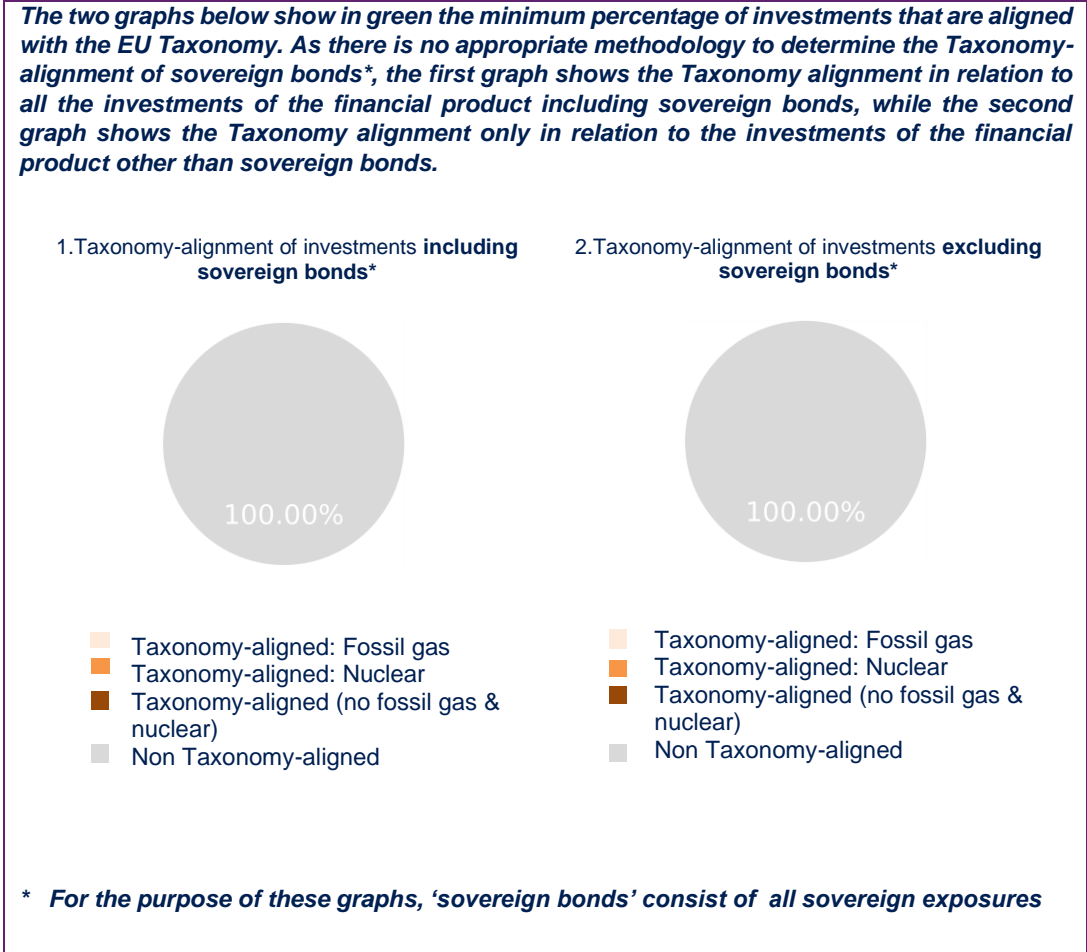 The two graphs below show in green the minimum percentage of investments that are aligned
with the EU Taxonomy. As there is no appropriate methodology to determine the Taxonomy-
alignment of sovereign bonds*, the first graph shows the Taxonomy alignment in relation to
all the investments of the financial product including sovereign bonds, while the second
graph shows the Taxonomy alignment only in relation to the investments of the financial
product other than sovereign bonds.
1.Taxonomy-alignment of investments including
sovereign bonds*
100.00%
Taxonomy-aligned: Fossil gas
Taxonomy-aligned: Nuclear
Taxonomy-aligned (no fossil gas &
nuclear)
Non Taxonomy-aligned
2.Taxonomy-alignment of investments excluding
sovereign bonds*
100.00%
Taxonomy-aligned: Fossil gas
Taxonomy-aligned: Nuclear
Taxonomy-aligned (no fossil gas &
nuclear)
Non Taxonomy-aligned
* For the purpose of these graphs, ‘sovereign bonds’ consist of all sovereign exposures